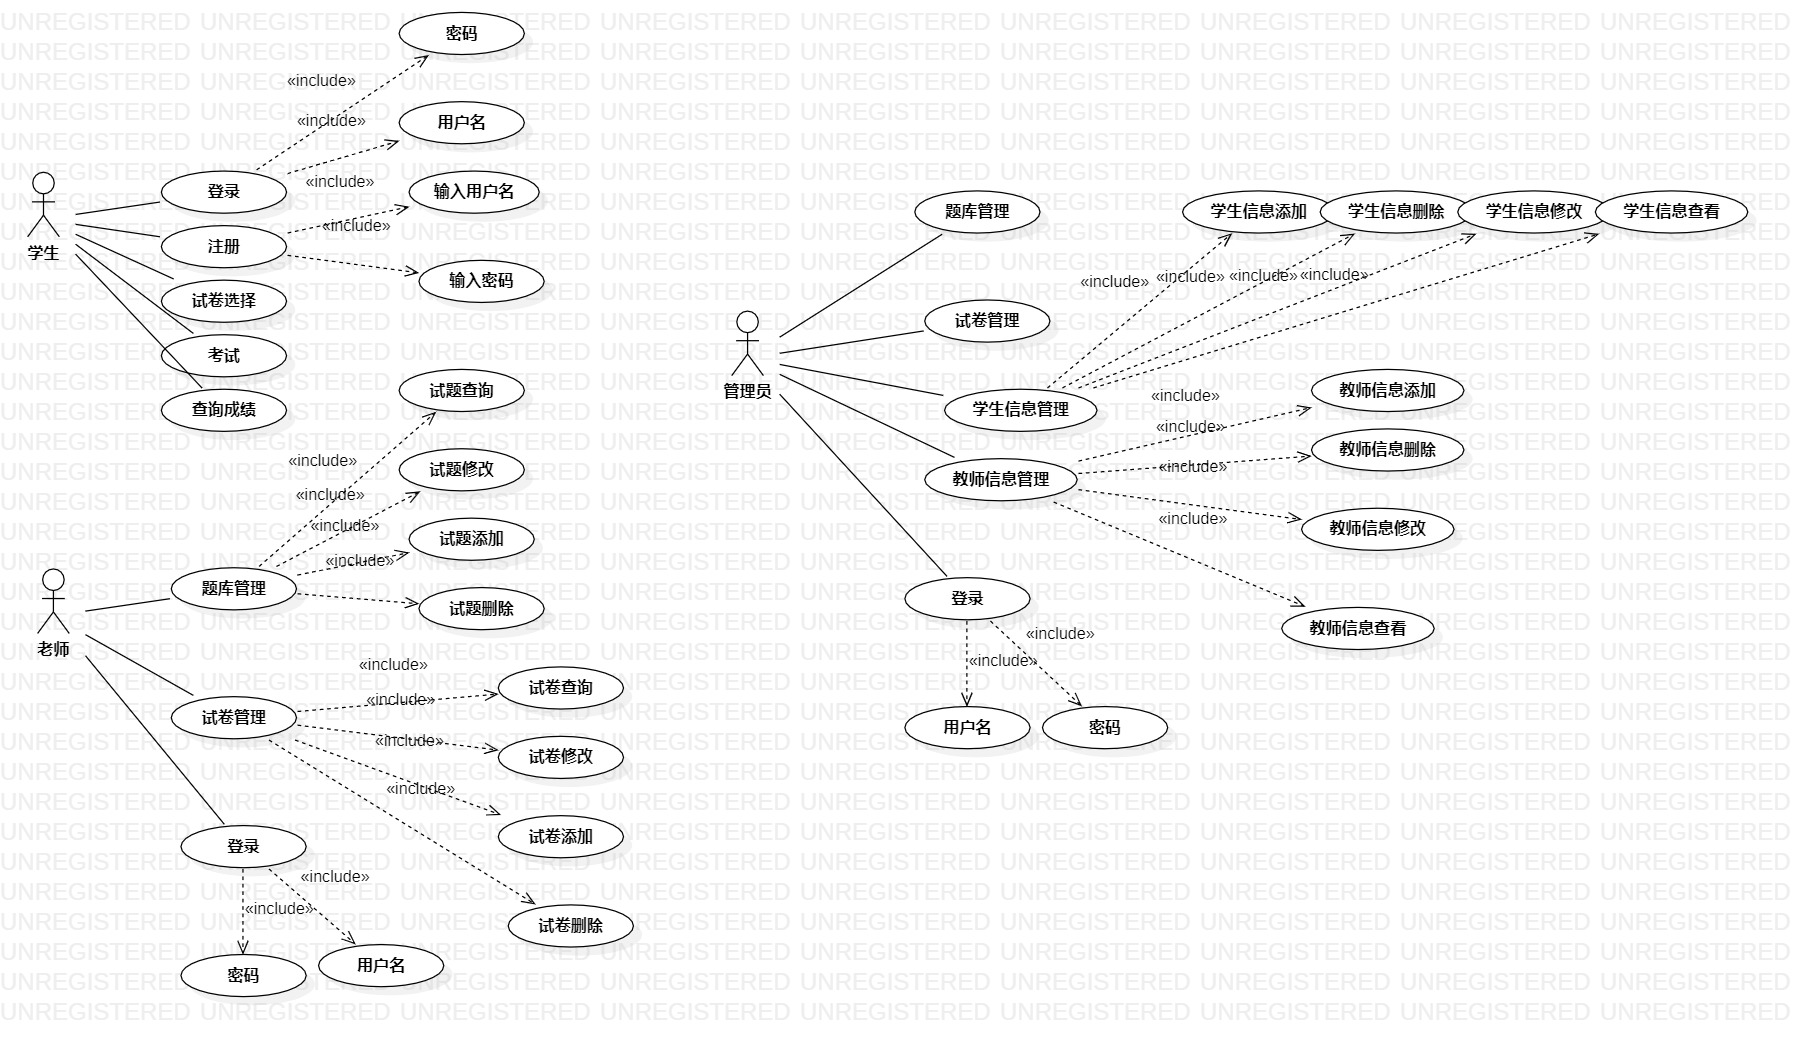 密码
«include»
«include»
用户名
登录
«include»
输入用户名
注册
«include»
学生
输入密码
试卷选择
考试
查询成绩
试题查询
«include»
试题修改
«include»
«include»
试题添加
«include»
题库管理
试题删除
老师
«include»
试卷查询
«include»
试卷管理
«include»
试卷修改
«include»
试卷添加
登录
«include»
«include»
试卷删除
密码
用户名
题库管理
学生信息添加
学生信息删除
学生信息修改
学生信息查看
«include»
«include»
«include»
«include»
试卷管理
管理员
学生信息管理
«include»
教师信息添加
«include»
教师信息删除
«include»
教师信息管理
«include»
教师信息修改
登录
教师信息查看
«include»
«include»
用户名
密码
UNREGISTERED